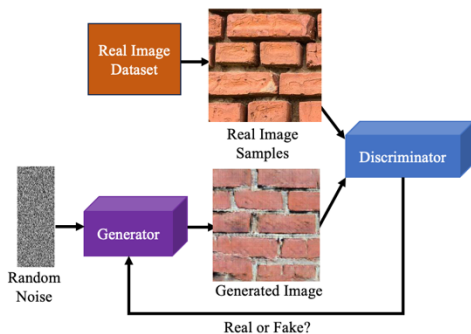 Real Image
Dataset
Real Image
Samples
Discriminator
Generator
Random
Noise
Generated Image
Real or Fake?